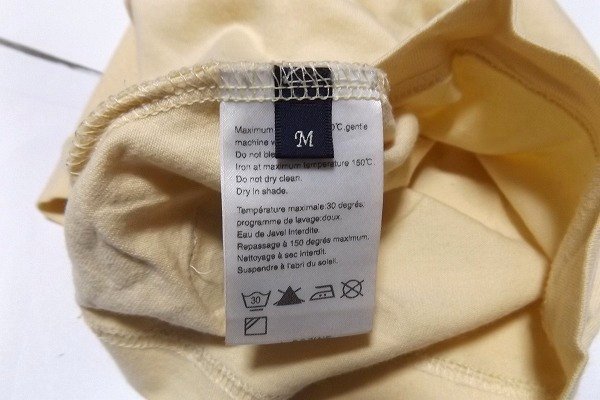 M
Maximum 0°C,gentle
machine
Do not
Iron at maximum temperature 150°C
Do not dry clean.
Dry in shade.
Température maximale:30 degrés,
programme de lavage:doux.
Eau de Javel Interdite.
Repassage à 150 degrés maximum.
Nettoyage à sec interdit.
Suspendre à l'abri du soleil.
30